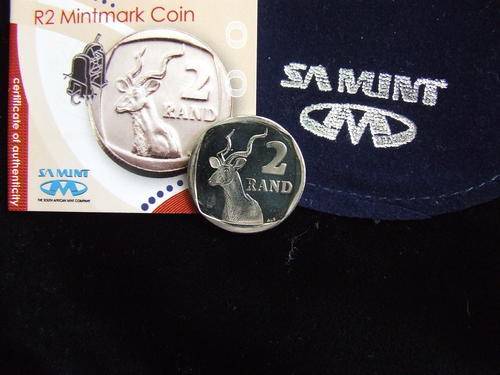 R2 Mintmark Coin
2
RAND
certificate of authenticity
SA MINT
THE SOUTH AFRICAN MINT COMPANY
2
RAND
SA MINT